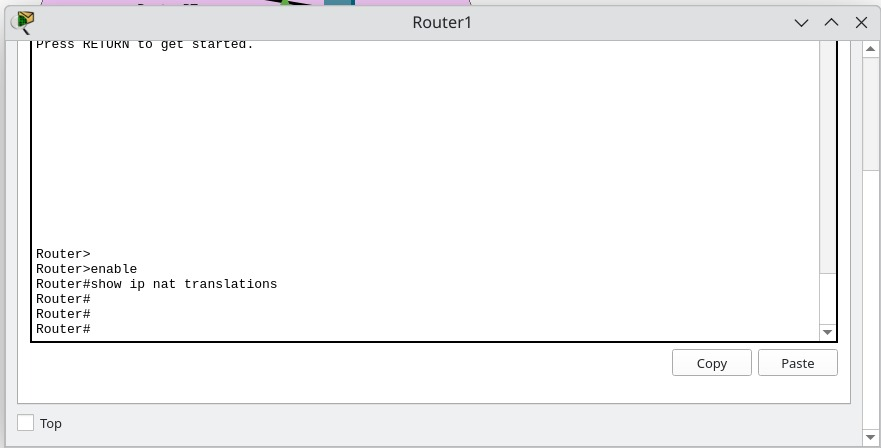 Router1
Press RETURN to get started.
Router>
Router>enable
Router#show ip nat translations
Router#
Router#
Router#
Copy
Paste
Top